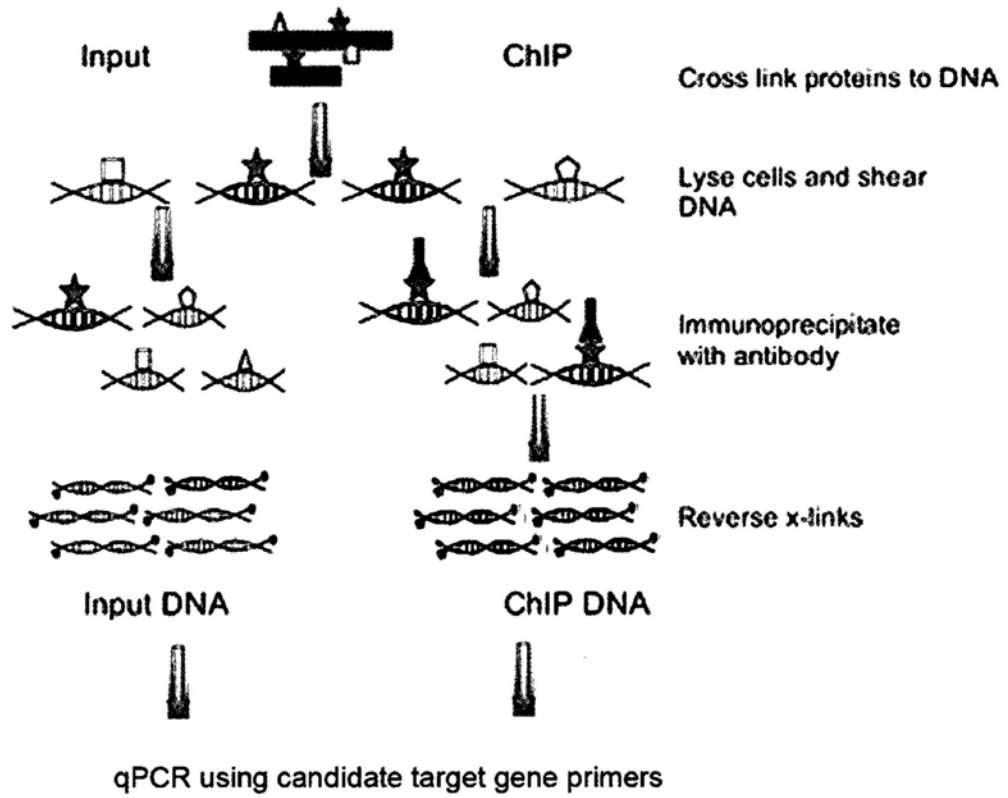 Input
ChIP
Cross link proteins to DNA
Lyse cells and shear
DNA
Immunoprecipitate
with antibody
Reverse x-links
Input DNA
ChIP DNA
qPCR using candidate target gene primers